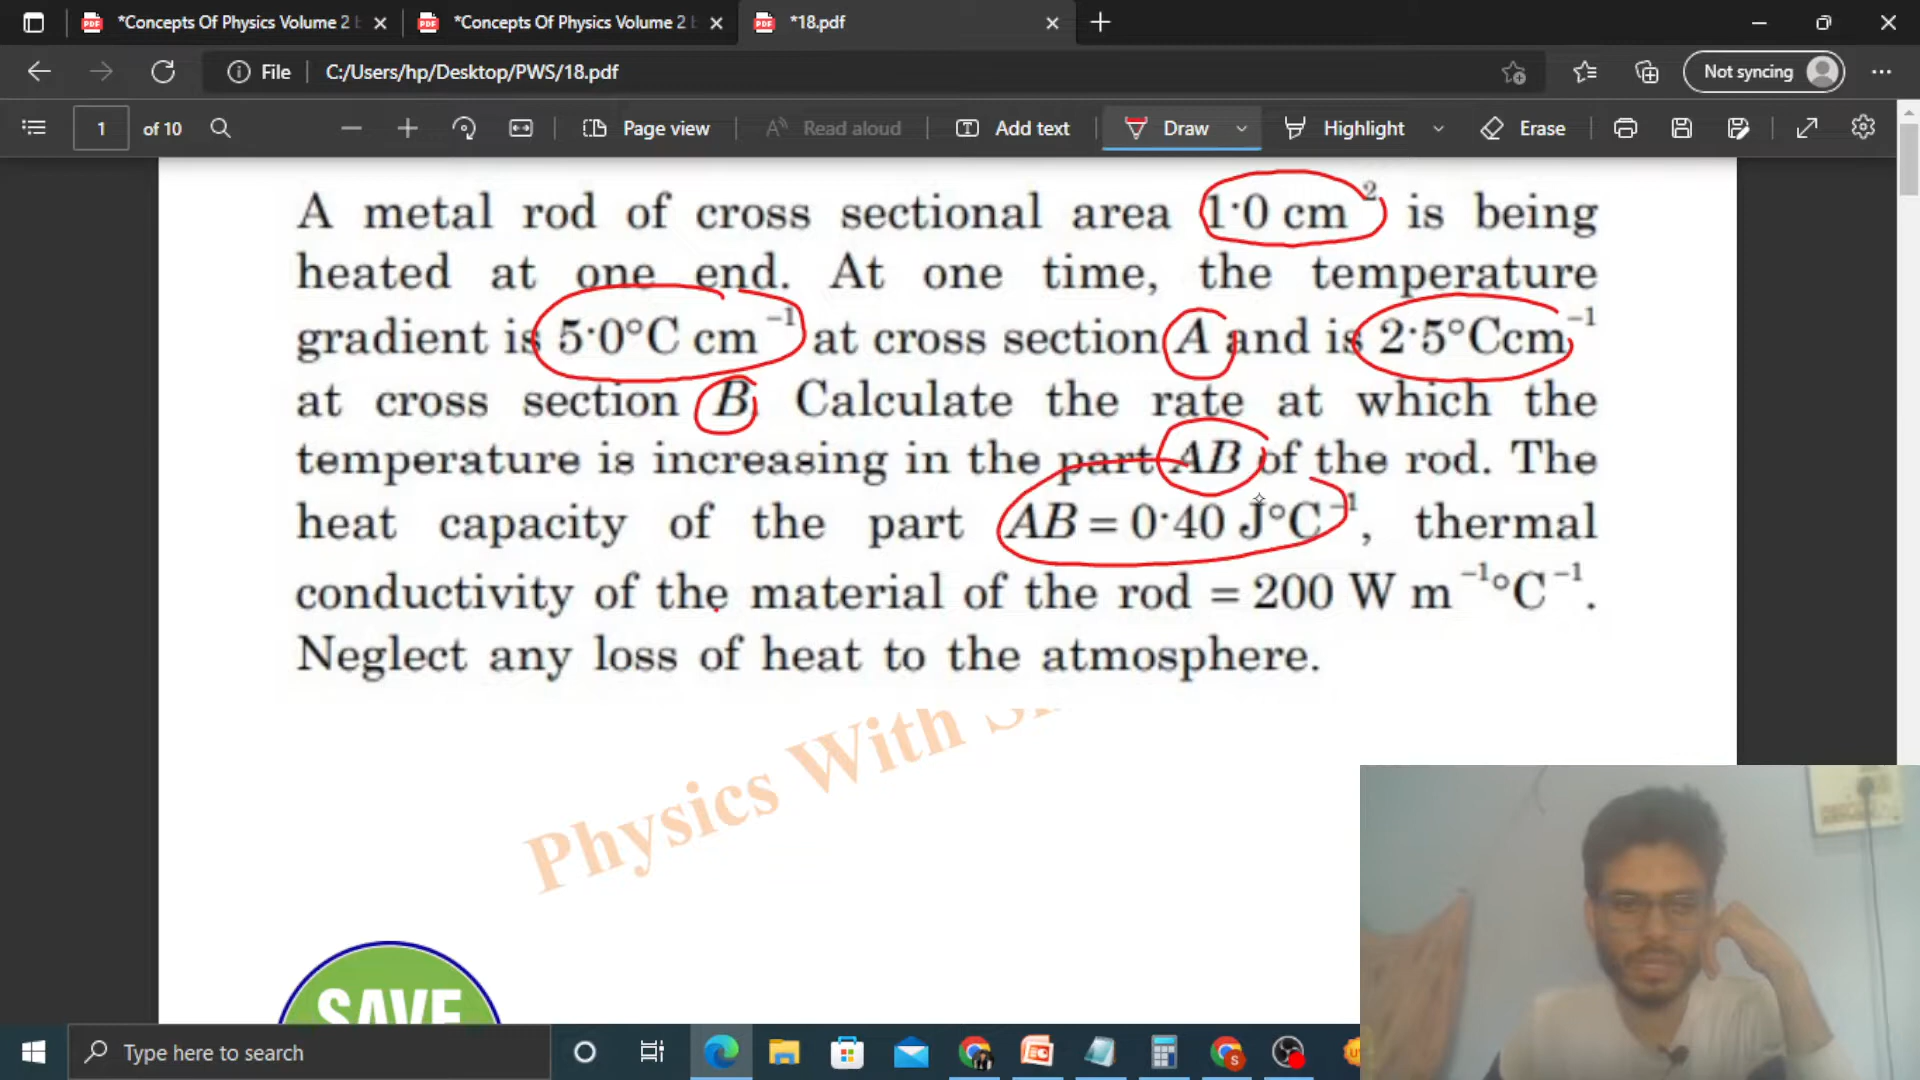 *Concepts Of Physics Volume 2 b
*Concepts Of Physics Volume 2 b
*18.pdf
File
C:/Users/hp/Desktop/PWS/18.pdf
Not syncing
1 of 10
Page view
Read aloud
Add text
Draw
Highlight
Erase
A metal rod of cross sectional area 1·0 cm² is being
heated at one end. At one time, the temperature
gradient is 5·0°C cm⁻¹ at cross section A and is 2·5°Ccm⁻¹
at cross section B. Calculate the rate at which the
temperature is increasing in the part AB of the rod. The
heat capacity of the part AB = 0·40 J°C⁻¹, thermal
conductivity of the material of the rod = 200 W m⁻¹°C⁻¹.
Neglect any loss of heat to the atmosphere.
Physics With
SAVE
Type here to search